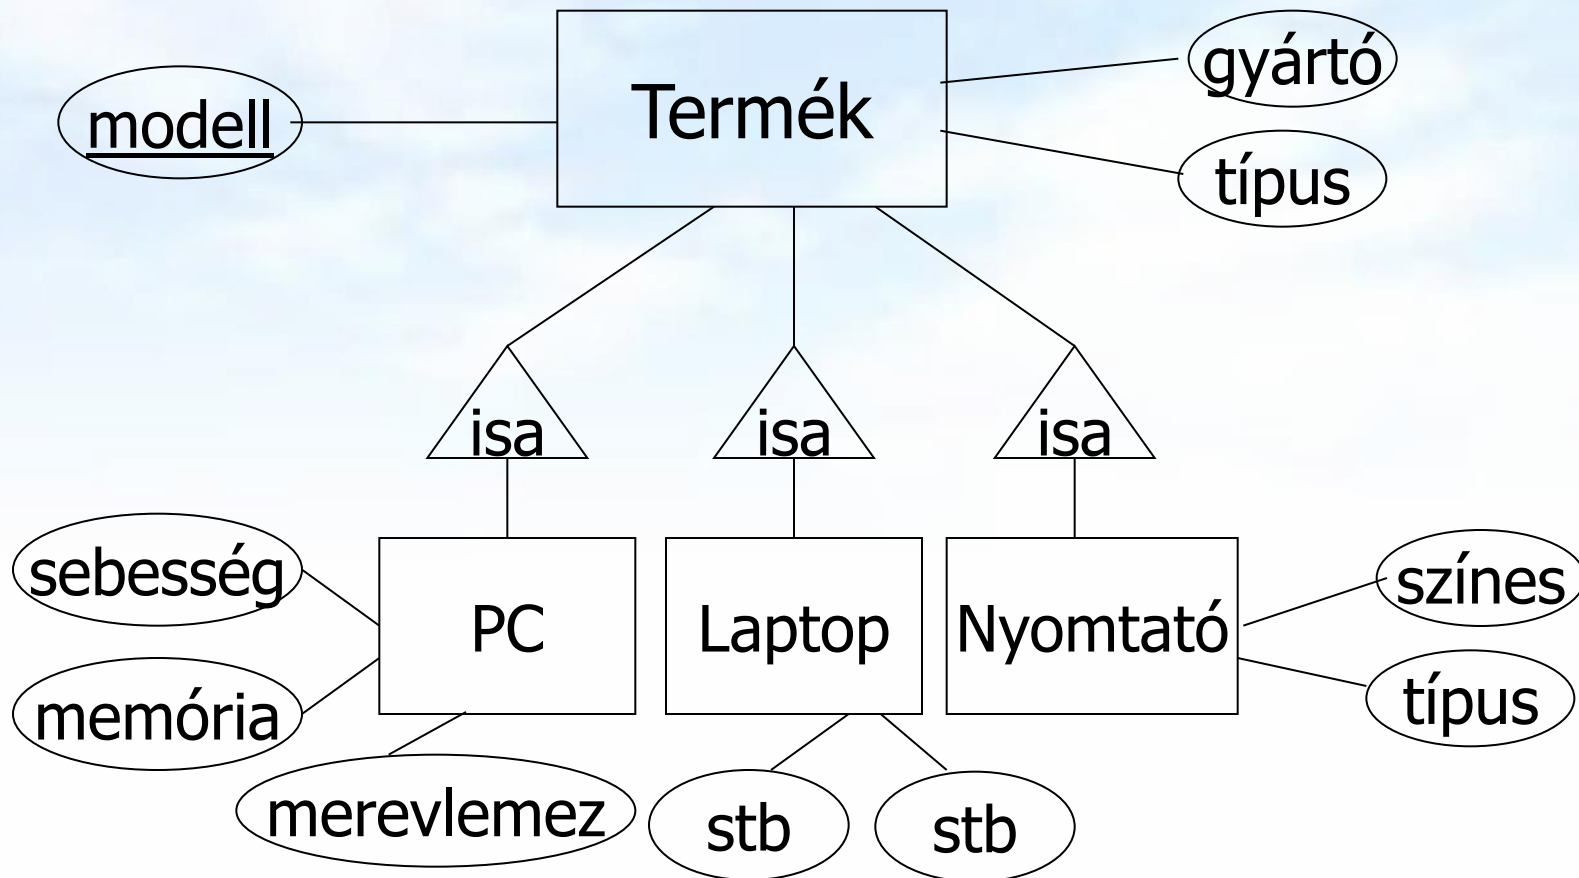 gyártó
Termék
modell
típus
isa
isa
isa
sebesség
színes
PC
Laptop
Nyomtató
memória
típus
merevlemez
stb
stb